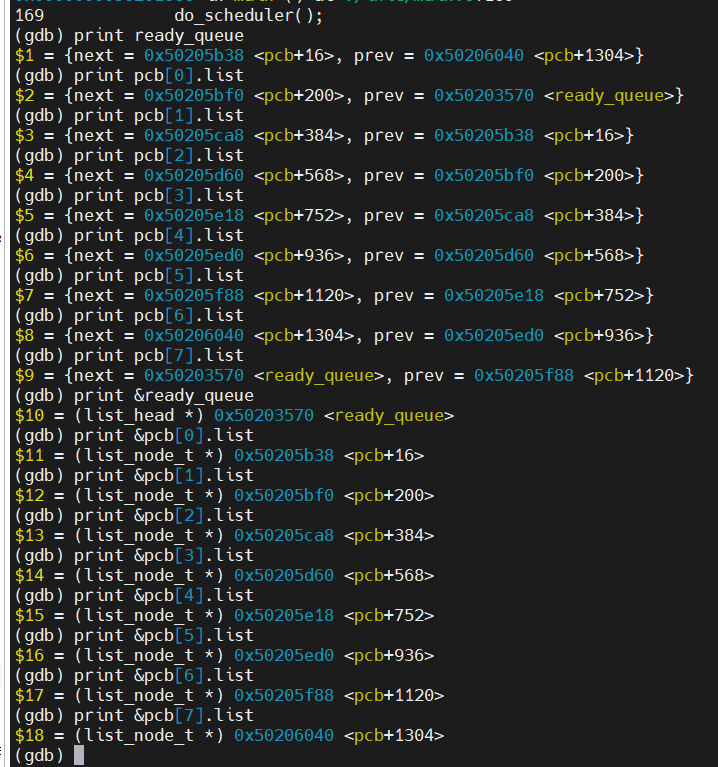 169             do_scheduler();
(gdb) print ready_queue
$1 = {next = 0x50205b38 <pcb+16>, prev = 0x50206040 <pcb+1304>}
(gdb) print pcb[0].list
$2 = {next = 0x50205bf0 <pcb+200>, prev = 0x50203570 <ready_queue>}
(gdb) print pcb[1].list
$3 = {next = 0x50205ca8 <pcb+384>, prev = 0x50205b38 <pcb+16>}
(gdb) print pcb[2].list
$4 = {next = 0x50205d60 <pcb+568>, prev = 0x50205bf0 <pcb+200>}
(gdb) print pcb[3].list
$5 = {next = 0x50205e18 <pcb+752>, prev = 0x50205ca8 <pcb+384>}
(gdb) print pcb[4].list
$6 = {next = 0x50205ed0 <pcb+936>, prev = 0x50205d60 <pcb+568>}
(gdb) print pcb[5].list
$7 = {next = 0x50205f88 <pcb+1120>, prev = 0x50205e18 <pcb+752>}
(gdb) print pcb[6].list
$8 = {next = 0x50206040 <pcb+1304>, prev = 0x50205ed0 <pcb+936>}
(gdb) print pcb[7].list
$9 = {next = 0x50203570 <ready_queue>, prev = 0x50205f88 <pcb+1120>}
(gdb) print &ready_queue
$10 = (list_head *) 0x50203570 <ready_queue>
(gdb) print &pcb[0].list
$11 = (list_node_t *) 0x50205b38 <pcb+16>
(gdb) print &pcb[1].list
$12 = (list_node_t *) 0x50205bf0 <pcb+200>
(gdb) print &pcb[2].list
$13 = (list_node_t *) 0x50205ca8 <pcb+384>
(gdb) print &pcb[3].list
$14 = (list_node_t *) 0x50205d60 <pcb+568>
(gdb) print &pcb[4].list
$15 = (list_node_t *) 0x50205e18 <pcb+752>
(gdb) print &pcb[5].list
$16 = (list_node_t *) 0x50205ed0 <pcb+936>
(gdb) print &pcb[6].list
$17 = (list_node_t *) 0x50205f88 <pcb+1120>
(gdb) print &pcb[7].list
$18 = (list_node_t *) 0x50206040 <pcb+1304>
(gdb)